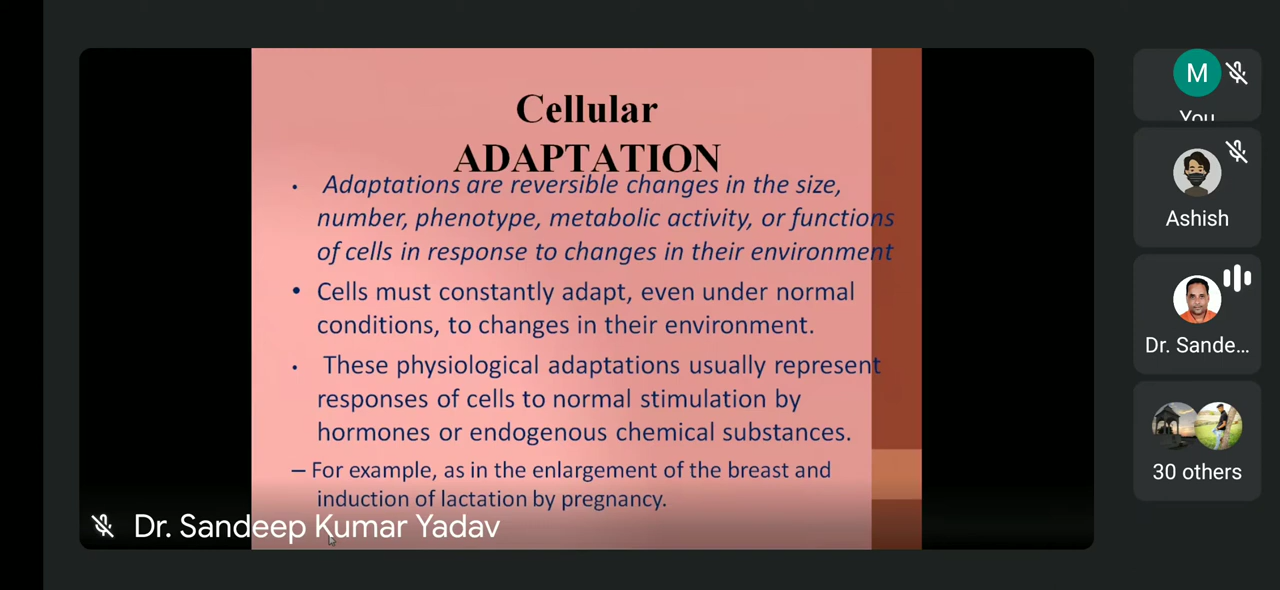 Cellular
ADAPTATION
• Adaptations are reversible changes in the size,
number, phenotype, metabolic activity, or functions
of cells in response to changes in their environment
• Cells must constantly adapt, even under normal
conditions, to changes in their environment.
• These physiological adaptations usually represent
responses of cells to normal stimulation by
hormones or endogenous chemical substances.
– For example, as in the enlargement of the breast and
induction of lactation by pregnancy.
Dr. Sandeep Kumar Yadav
M
You
Ashish
Dr. Sande...
30 others